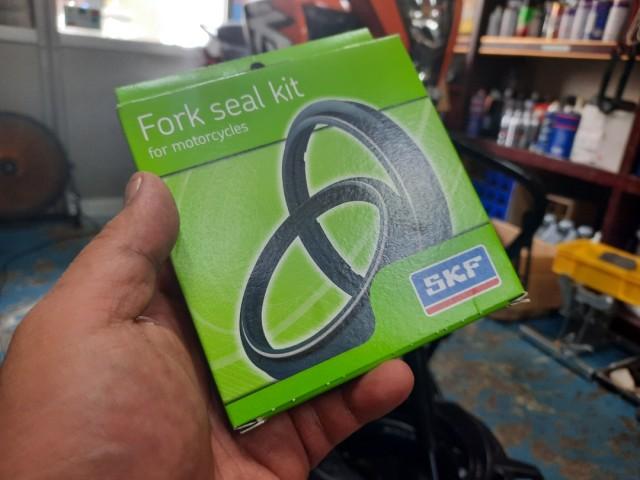 Fork seal kit
for motorcycles
SKF